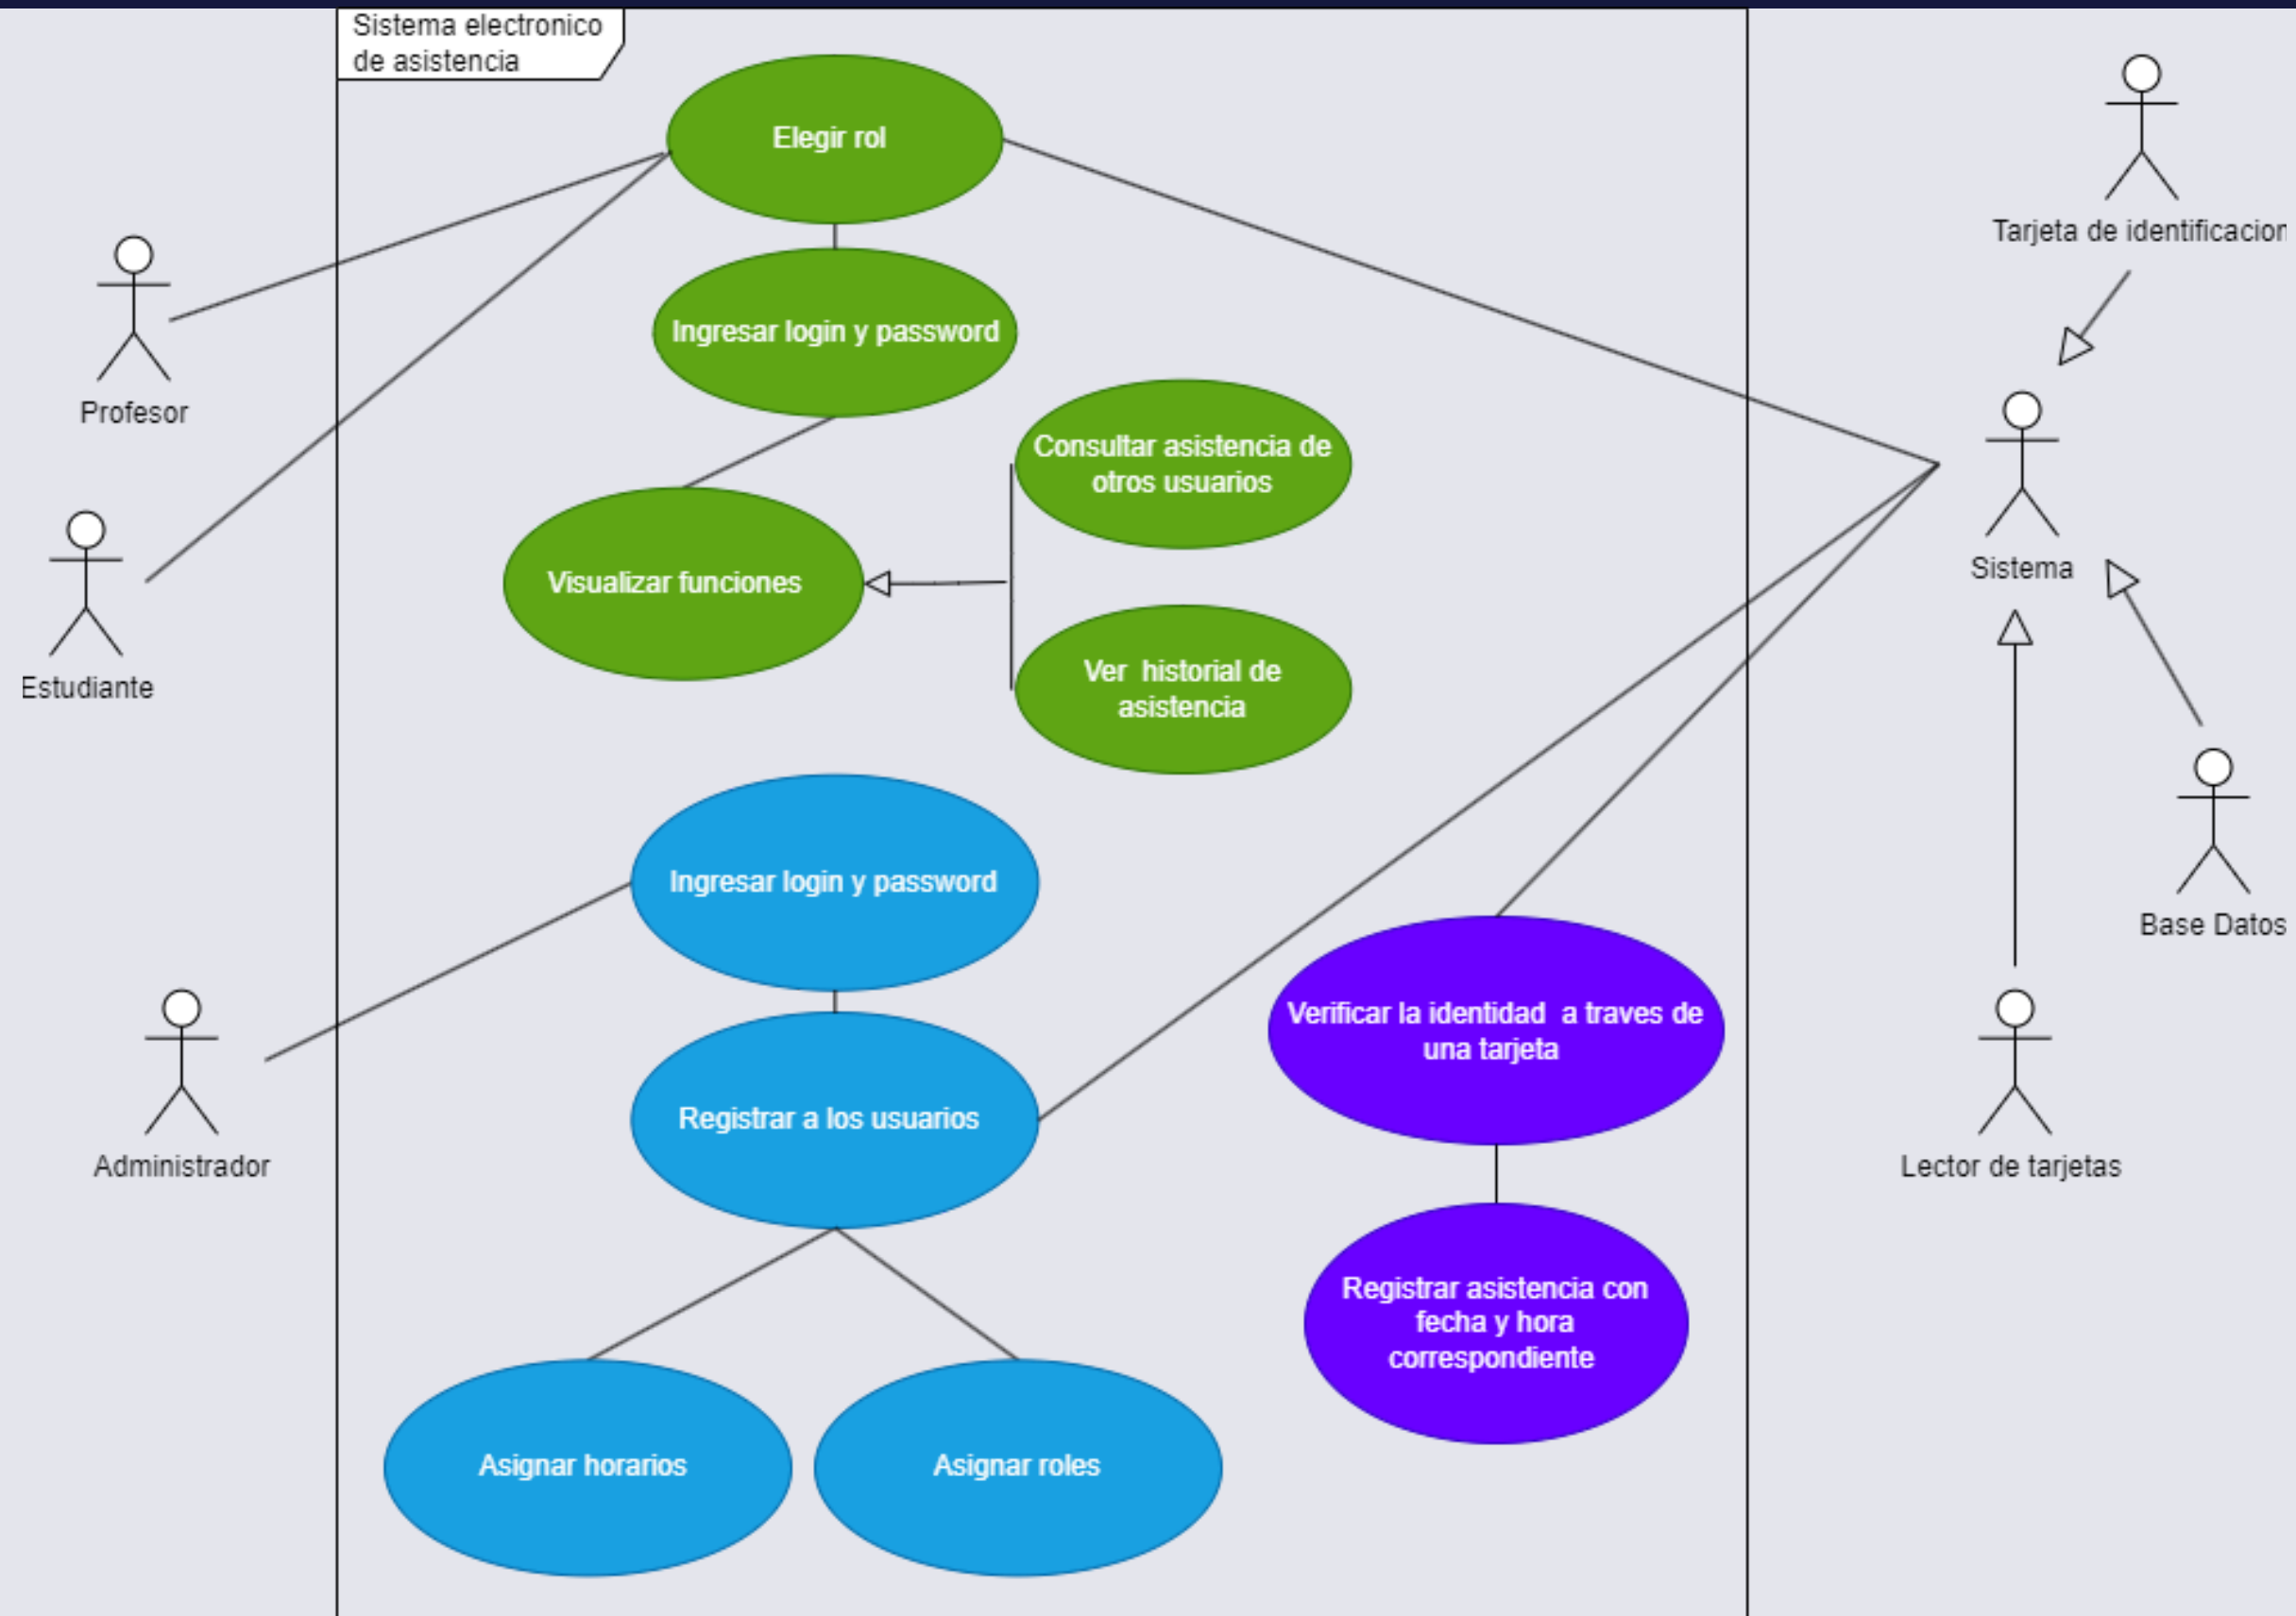 Sistema electronico
de asistencia
Elegir rol
Tarjeta de identificacion
Ingresar login y password
Profesor
Consultar asistencia de
otros usuarios
Sistema
Visualizar funciones
Estudiante
Ver  historial de
asistencia
Ingresar login y password
Base Datos
Verificar la identidad  a traves de
una tarjeta
Registrar a los usuarios
Administrador
Lector de tarjetas
Registrar asistencia con
fecha y hora
correspondiente
Asignar horarios
Asignar roles